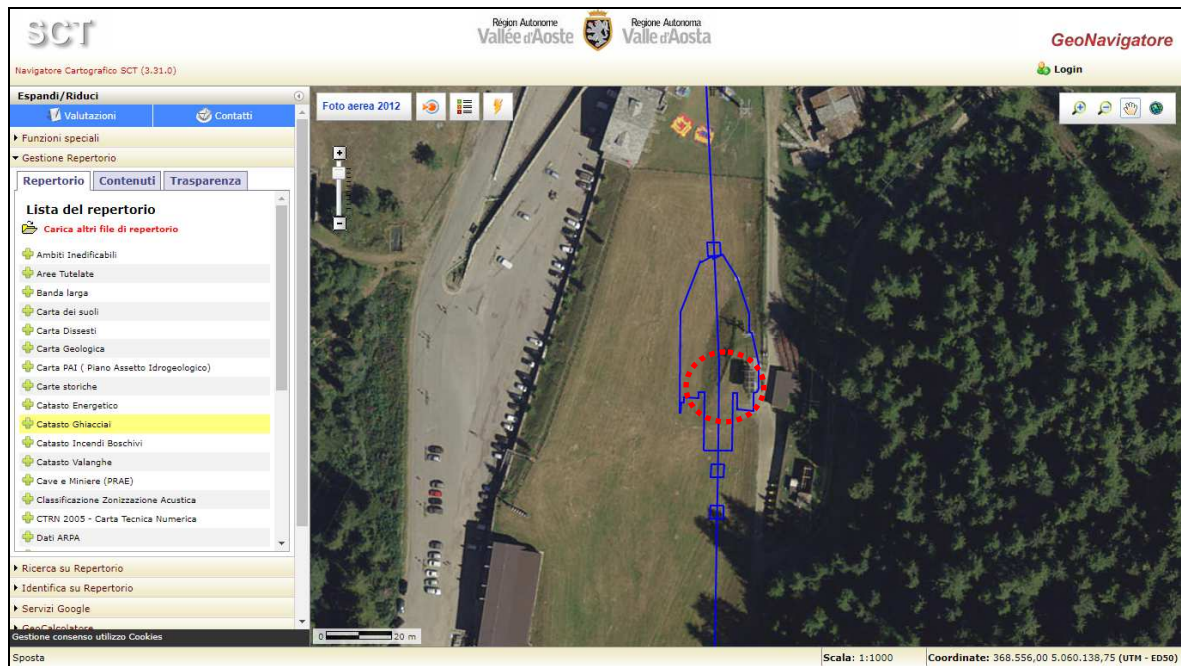 SCT
Région Autonome
Vallée d'Aoste
Regione Autonoma
Valle d'Aosta
GeoNavigatore
Navigatore Cartografico SCT (3.31.0)
Login
Espandi/Riduci
Valutazioni
Contatti
Funzioni speciali
Gestione Repertorio
Repertorio
Contenuti
Trasparenza
Lista del repertorio
Carica altri file di repertorio
Ambiti Inedificabili
Aree Tutelate
Banda larga
Carta dei suoli
Carta Dissesti
Carta Geologica
Carta PAI ( Piano Assetto Idrogeologico)
Carte storiche
Catasto Energetico
Catasto Ghiacciai
Catasto Incendi Boschivi
Catasto Valanghe
Cave e Miniere (PRAE)
Classificazione Zonizzazione Acustica
CTRN 2005 - Carta Tecnica Numerica
Dati ARPA
Ricerca su Repertorio
Identifica su Repertorio
Servizi Google
GeoCalcolatore
Gestione consenso utilizzo Cookies
Foto aerea 2012
0 20 m
Sposta
Scala: 1:1000
Coordinate: 368.556,00 5.060.138,75 (UTM - ED50)